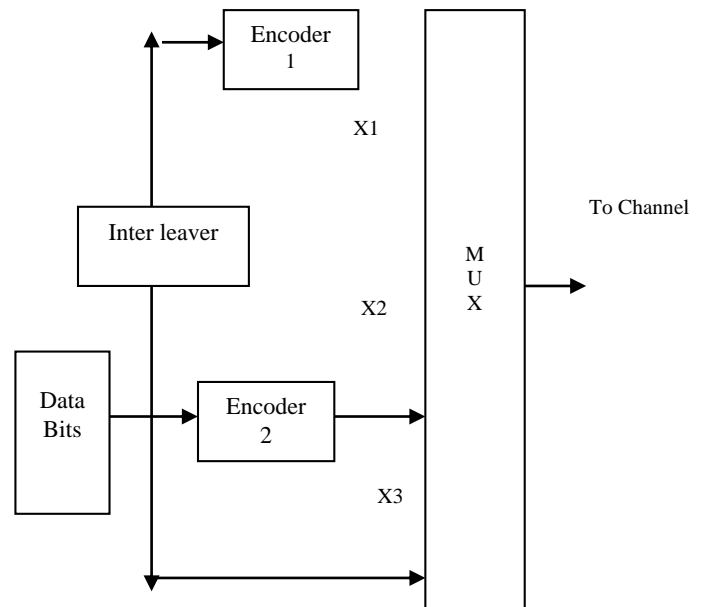 Encoder
1
X1
To Channel
Inter leaver
M
U
X
X2
Data
Bits
Encoder
2
X3